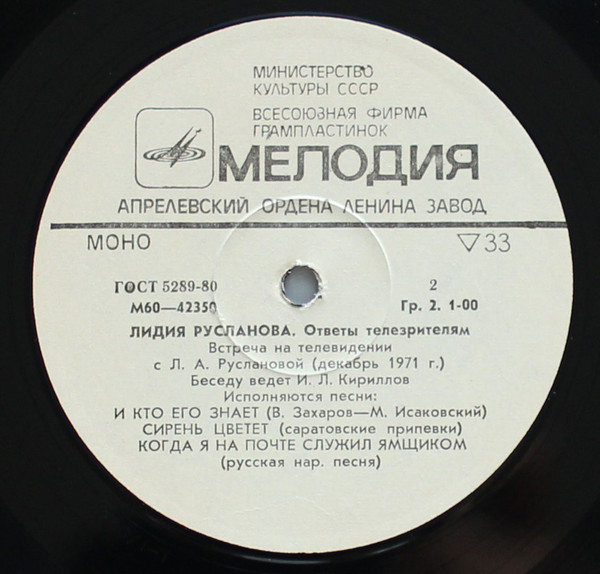 МИНИСТЕРСТВО
КУЛЬТУРЫ СССР
ВСЕСОЮЗНАЯ ФИРМА
ГРАМПЛАСТИНОК
МЕЛОДИЯ
АПРЕЛЕВСКИЙ ОРДЕНА ЛЕНИНА ЗАВОД
МОНО ▽33
ГОСТ 5289-80 2
М60—42350 Гр. 2. 1-00
ЛИДИЯ РУСЛАНОВА. Ответы телезрителям
Встреча на телевидении
с Л. А. Руслановой (декабрь 1971 г.)
Беседу ведет И. Л. Кириллов
Исполняются песни:
И КТО ЕГО ЗНАЕТ (В. Захаров—М. Исаковский)
СИРЕНЬ ЦВЕТЕТ (саратовские припевки)
КОГДА Я НА ПОЧТЕ СЛУЖИЛ ЯМЩИКОМ
(русская нар. песня)